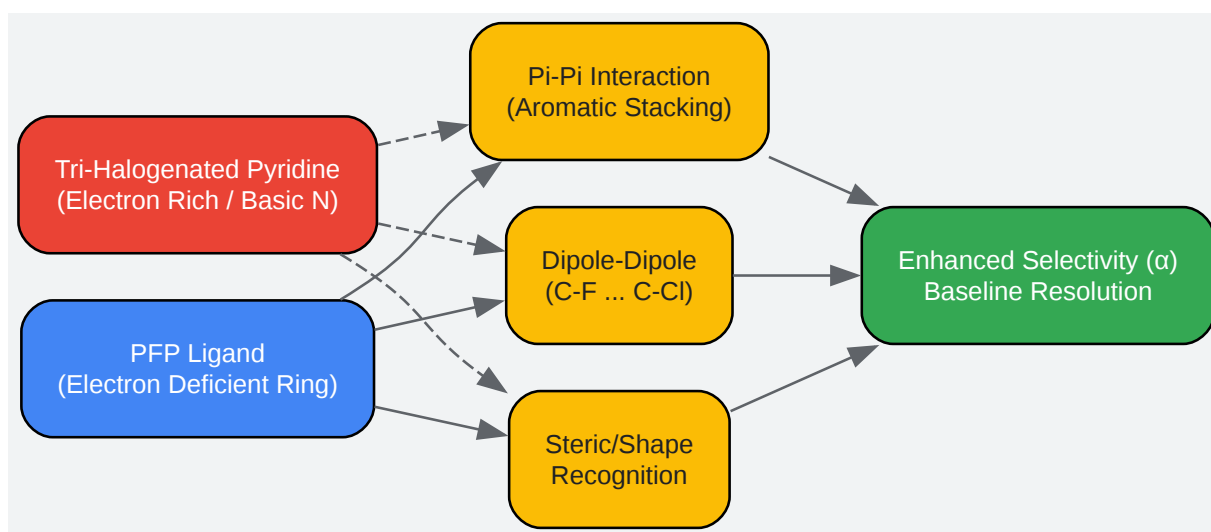 Tri-Halogenated Pyridine
(Electron Rich / Basic N)
PFP Ligand
(Electron Deficient Ring)
Pi-Pi Interaction
(Aromatic Stacking)
Dipole-Dipole
(C-F ... C-Cl)
Steric/Shape
Recognition
Enhanced Selectivity (α)
Baseline Resolution